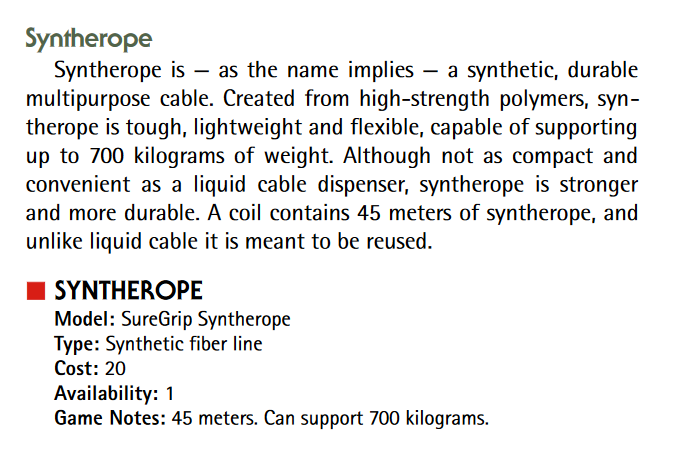 Syntherope
Syntherope is — as the name implies — a synthetic, durable
multipurpose cable. Created from high-strength polymers, syn-
therope is tough, lightweight and flexible, capable of supporting
up to 700 kilograms of weight. Although not as compact and
convenient as a liquid cable dispenser, syntherope is stronger
and more durable. A coil contains 45 meters of syntherope, and
unlike liquid cable it is meant to be reused.
SYNTHEROPE
Model: SureGrip Syntherope
Type: Synthetic fiber line
Cost: 20
Availability: 1
Game Notes: 45 meters. Can support 700 kilograms.